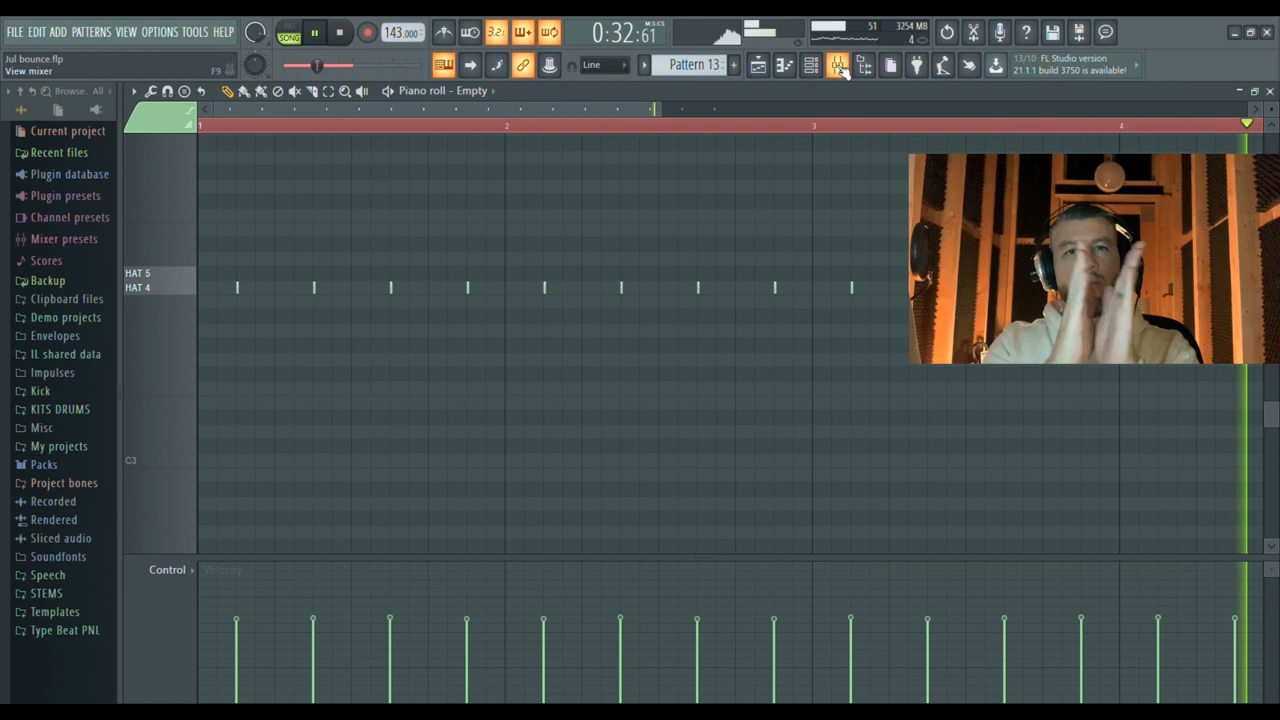 FILE EDIT ADD PATTERNS VIEW OPTIONS TOOLS HELP
PAT
SONG
143.000
3.2.
0:32:61
M:S:CS
51
3254 MB
4
Jul bounce.flp
View mixer
F9
Line
Pattern 13
13/10 FL Studio version
21.1.1 build 3750 is available!
Browse.. All
Piano roll - Empty
1
2
3
4
Current project
Recent files
Plugin database
Plugin presets
Channel presets
Mixer presets
Scores
Backup
Clipboard files
Demo projects
Envelopes
IL shared data
Impulses
Kick
KITS DRUMS
Misc
My projects
Packs
Project bones
Recorded
Rendered
Sliced audio
Soundfonts
Speech
STEMS
Templates
Type Beat PNL
HAT 5
HAT 4
C3
Control
Velocity